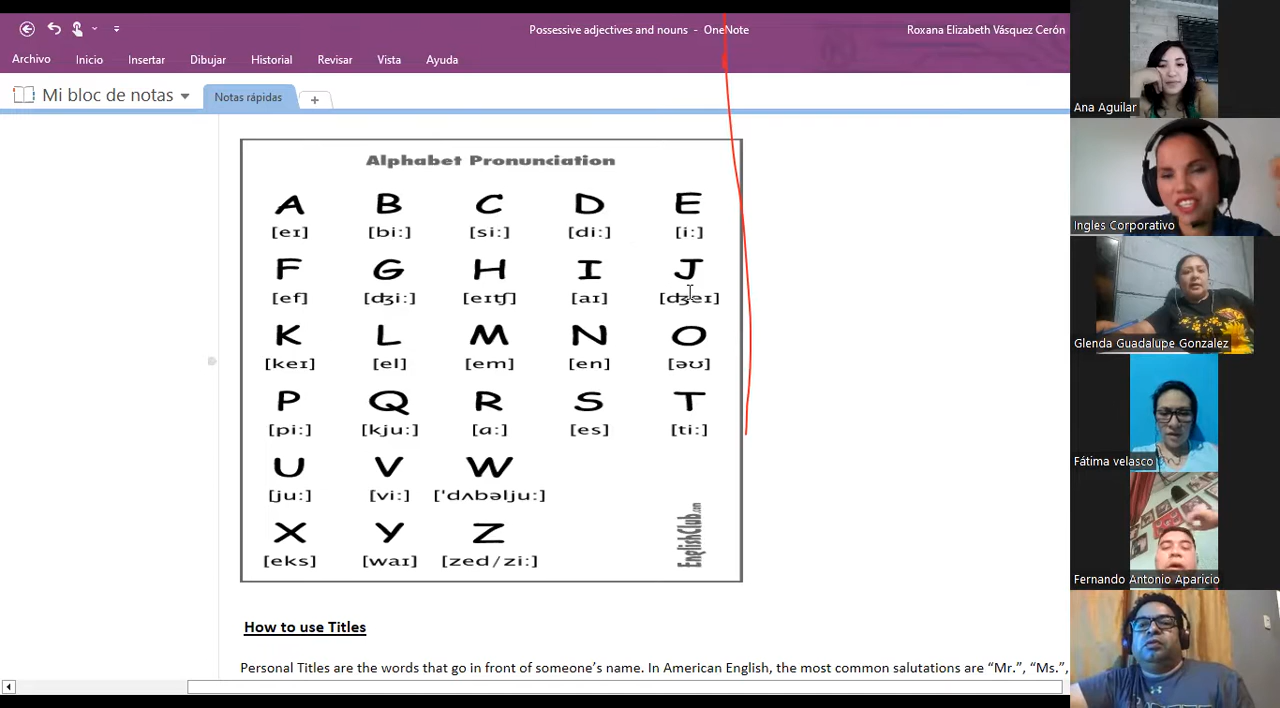 Possessive adjectives and nouns - OneNote
Roxana Elizabeth Vásquez Cerón
Archivo Inicio Insertar Dibujar Historial Revisar Vista Ayuda
Mi bloc de notas
Notas rápidas
Alphabet Pronunciation
A B C D E
[eɪ] [bi:] [si:] [di:] [i:]
F G H I J
[ef] [ʤi:] [eɪʧ] [aɪ] [ʤeɪ]
K L M N O
[keɪ] [el] [em] [en] [əʊ]
P Q R S T
[pi:] [kju:] [a:] [es] [ti:]
U V W
[ju:] [vi:] ['dʌbəlju:]
X Y Z
[eks] [waɪ] [zed/zi:]
EnglishClub.com
How to use Titles
Personal Titles are the words that go in front of someone's name. In American English, the most common salutations are “Mr.”, “Ms.”,
Ana Aguilar
Ingles Corporativo
Glenda Guadalupe Gonzalez
Fátima velasco
Fernando Antonio Aparicio